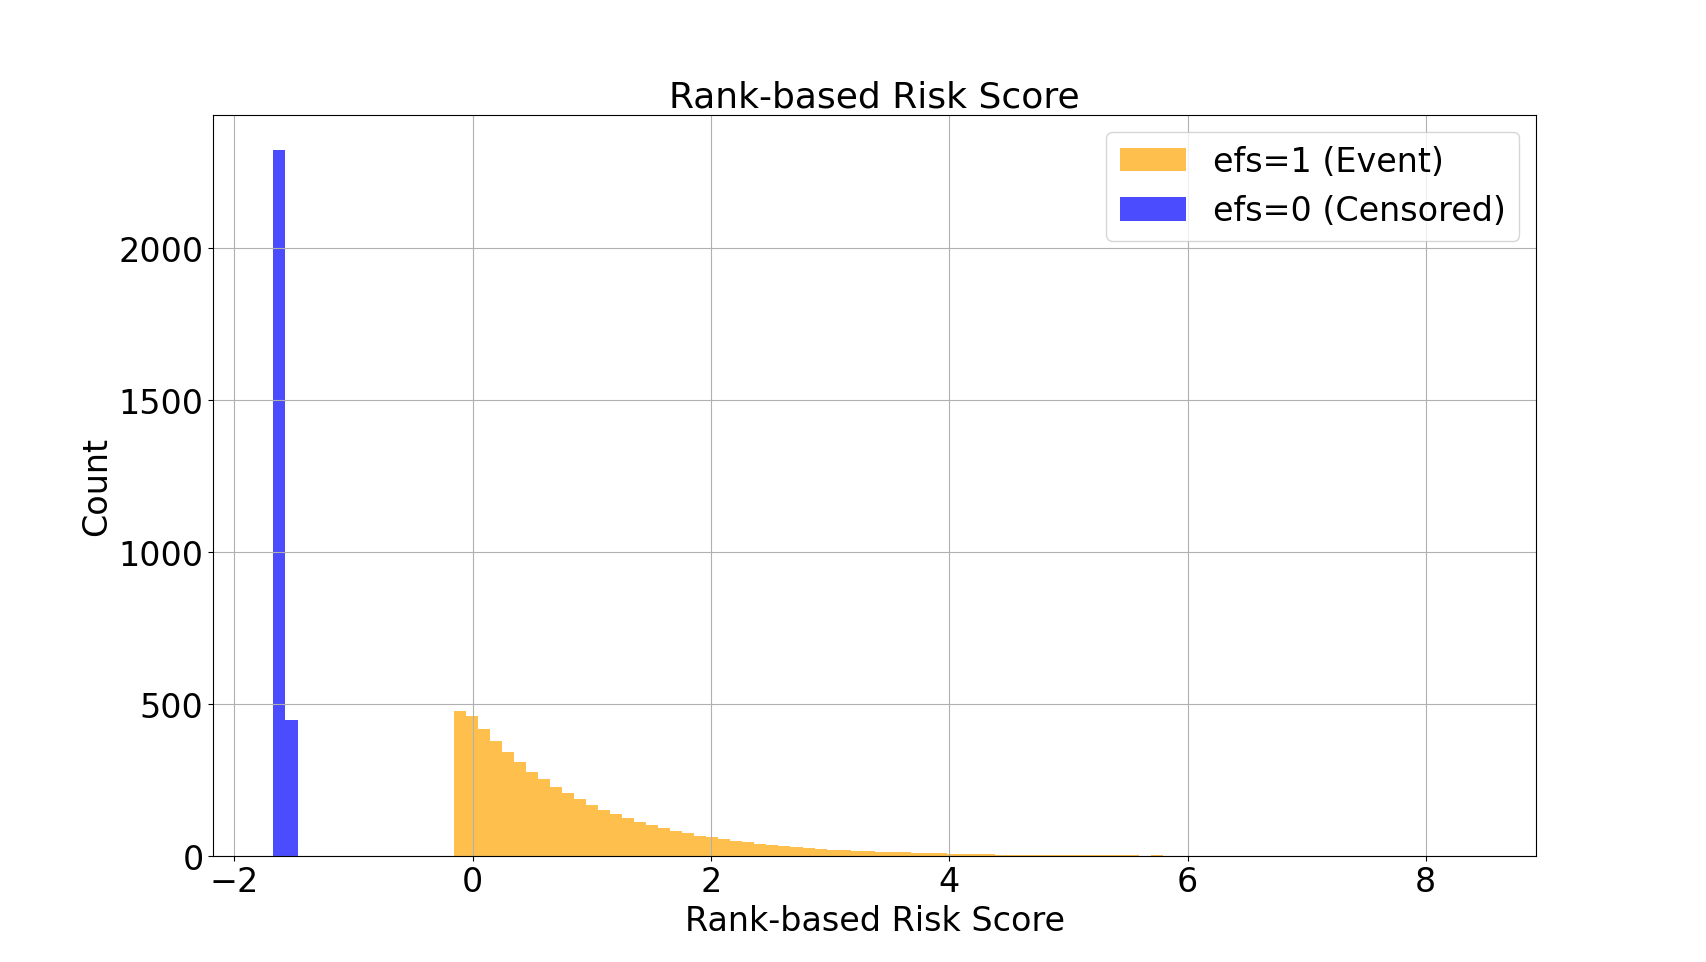 Rank-based Risk Score
efs=1 (Event)
efs=0 (Censored)
2000
1500
1000
500
0
Count
−2 0 2 4 6 8
Rank-based Risk Score